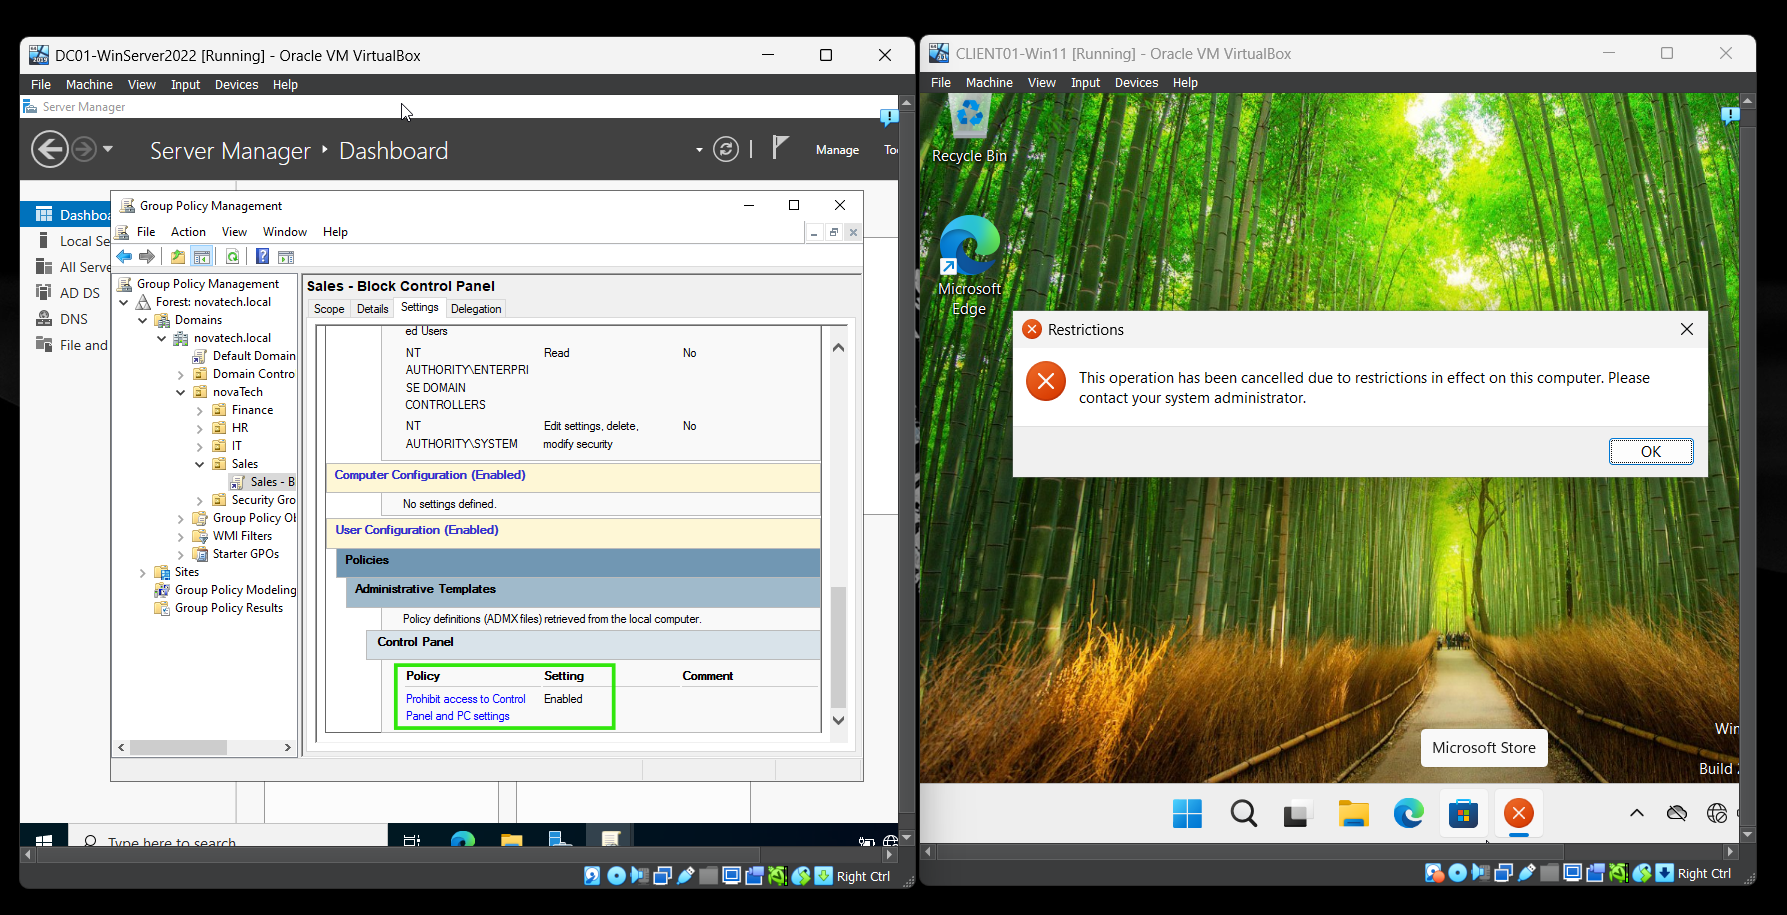 DC01-WinServer2022 [Running] - Oracle VM VirtualBox
File Machine View Input Devices Help
Server Manager
Server Manager Dashboard
Manage
Dashboa
Local Se
All Serve
AD DS
DNS
File and
Group Policy Management
File Action View Window Help
Group Policy Management
Forest: novatech.local
Domains
novatech.local
Default Domain
Domain Contro
novaTech
Finance
HR
IT
Sales
Sales - B
Security Gro
Group Policy Ob
WMI Filters
Starter GPOs
Sites
Group Policy Modeling
Group Policy Results
Sales - Block Control Panel
Scope Details Settings Delegation
ed Users
NT Read No
AUTHORITY\ENTERPRI
SE DOMAIN
CONTROLLERS
NT Edit settings, delete, No
AUTHORITY\SYSTEM modify security
Computer Configuration (Enabled)
No settings defined.
User Configuration (Enabled)
Policies
Administrative Templates
Policy definitions (ADMX files) retrieved from the local computer.
Control Panel
Policy Setting Comment
Prohibit access to Control Enabled
Panel and PC settings
Type here to search
Right Ctrl
CLIENT01-Win11 [Running] - Oracle VM VirtualBox
File Machine View Input Devices Help
Recycle Bin
Microsoft
Edge
Restrictions
This operation has been cancelled due to restrictions in effect on this computer. Please
contact your system administrator.
OK
Win
Microsoft Store
Build
Right Ctrl